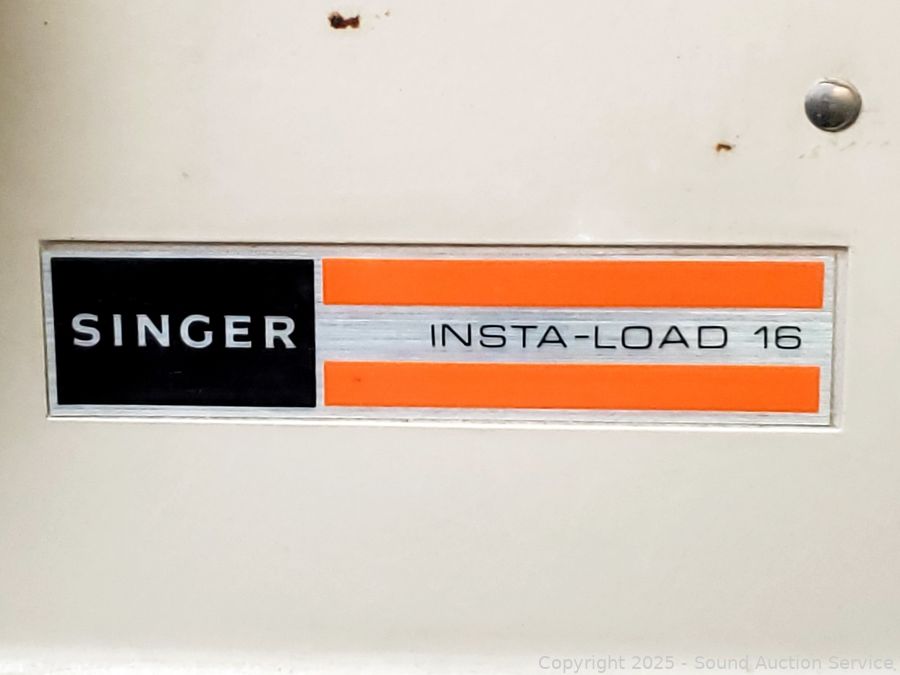 SINGER
INSTA-LOAD 16
Copyright 2025 - Sound Auction Service